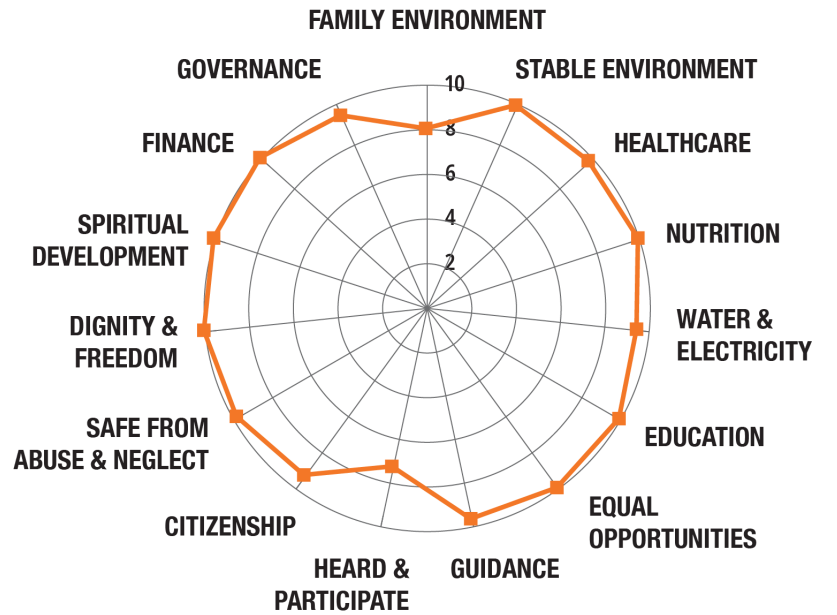 FAMILY ENVIRONMENT
GOVERNANCE
10
STABLE ENVIRONMENT
FINANCE
8
HEALTHCARE
6
SPIRITUAL
DEVELOPMENT
4
NUTRITION
2
DIGNITY &
FREEDOM
WATER &
ELECTRICITY
SAFE FROM
ABUSE & NEGLECT
EDUCATION
CITIZENSHIP
EQUAL
OPPORTUNITIES
HEARD &
PARTICIPATE
GUIDANCE